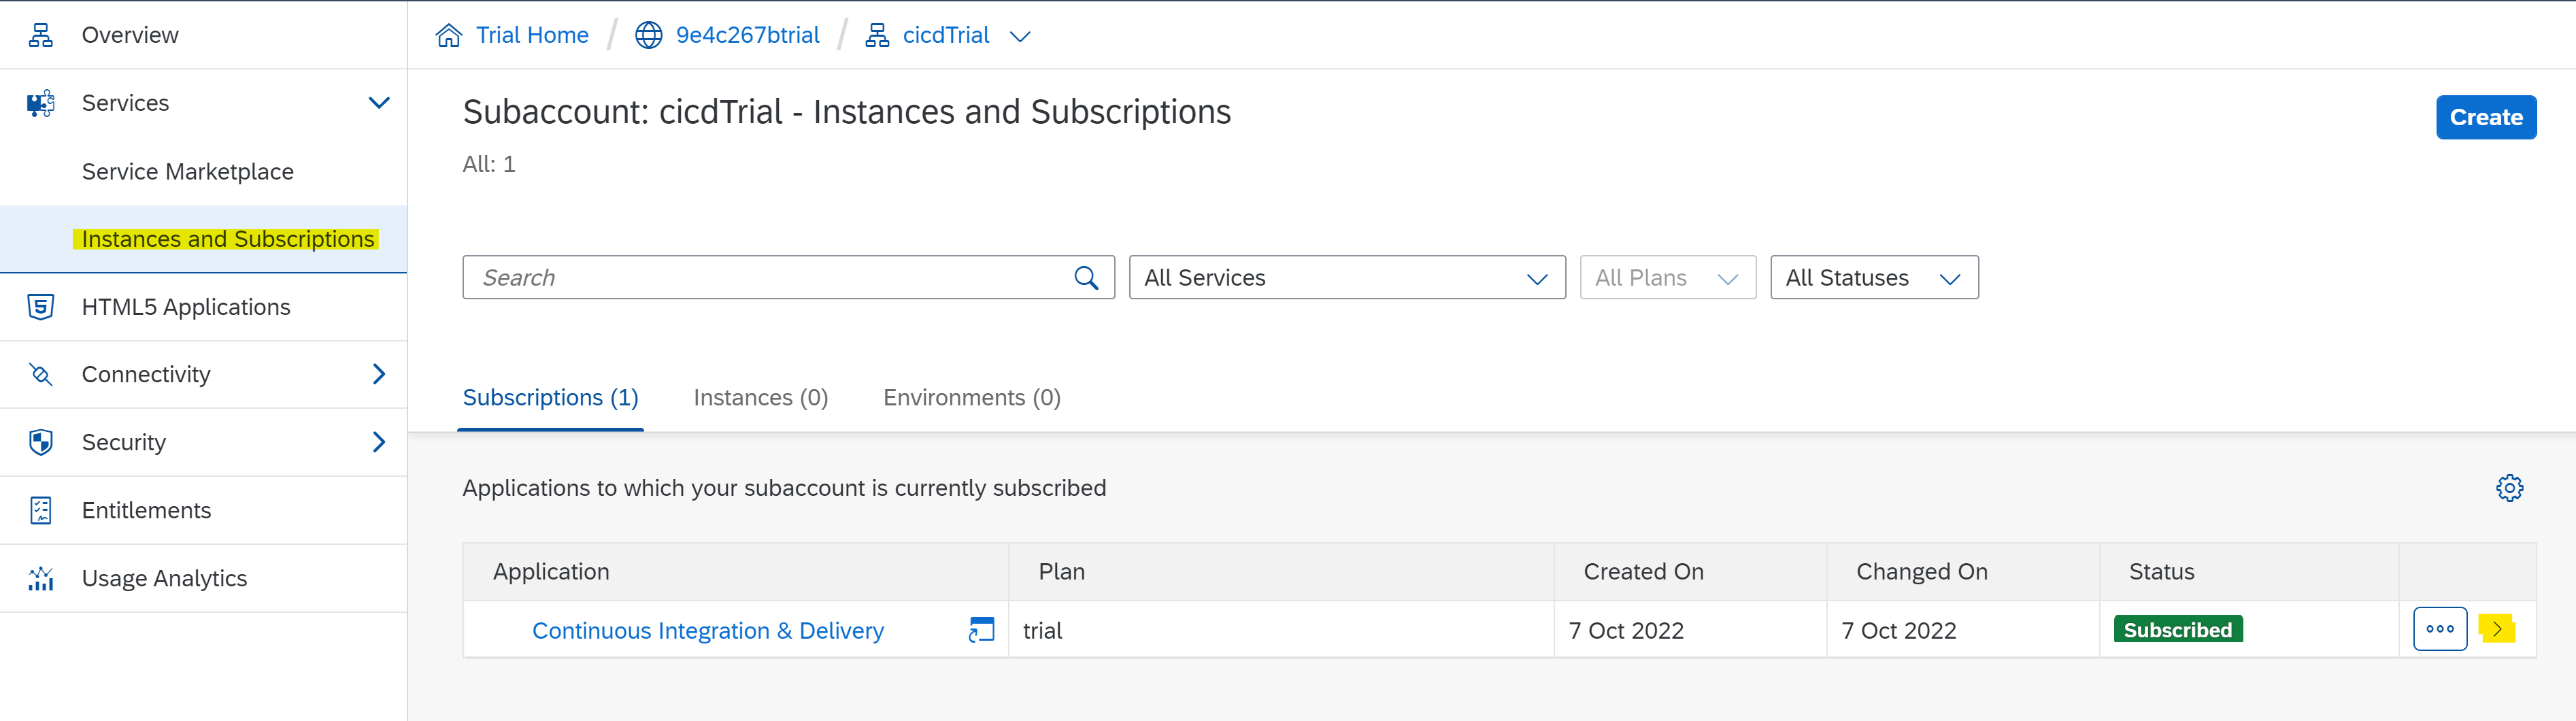 Overview
Services
Service Marketplace
Instances and Subscriptions
HTML5 Applications
Connectivity
Security
Entitlements
Usage Analytics
Trial Home / 9e4c267btrial / cicdTrial
Subaccount: cicdTrial - Instances and Subscriptions
Create
All: 1
Search All Services All Plans All Statuses
Subscriptions (1) Instances (0) Environments (0)
Applications to which your subaccount is currently subscribed
Application Plan Created On Changed On Status
Continuous Integration & Delivery trial 7 Oct 2022 7 Oct 2022 Subscribed